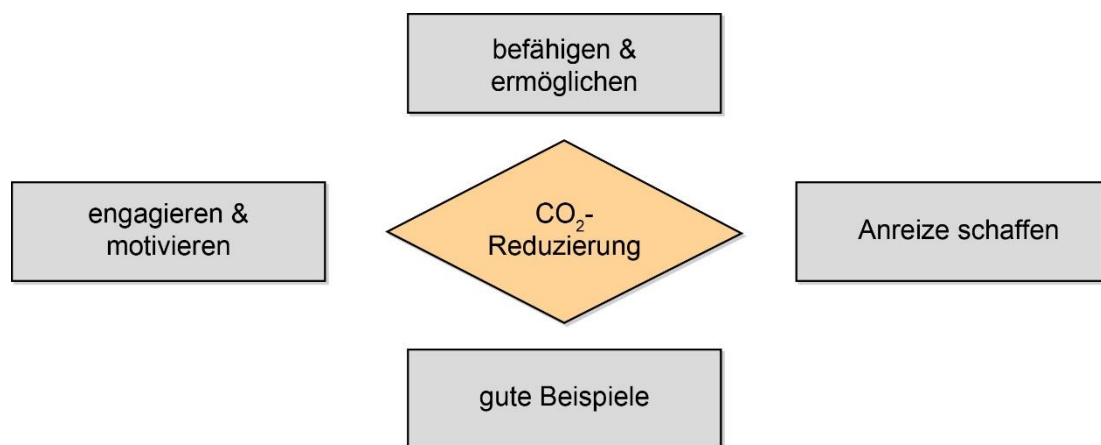 befähigen &
ermöglichen
engagieren &
motivieren
CO₂-
Reduzierung
Anreize schaffen
gute Beispiele